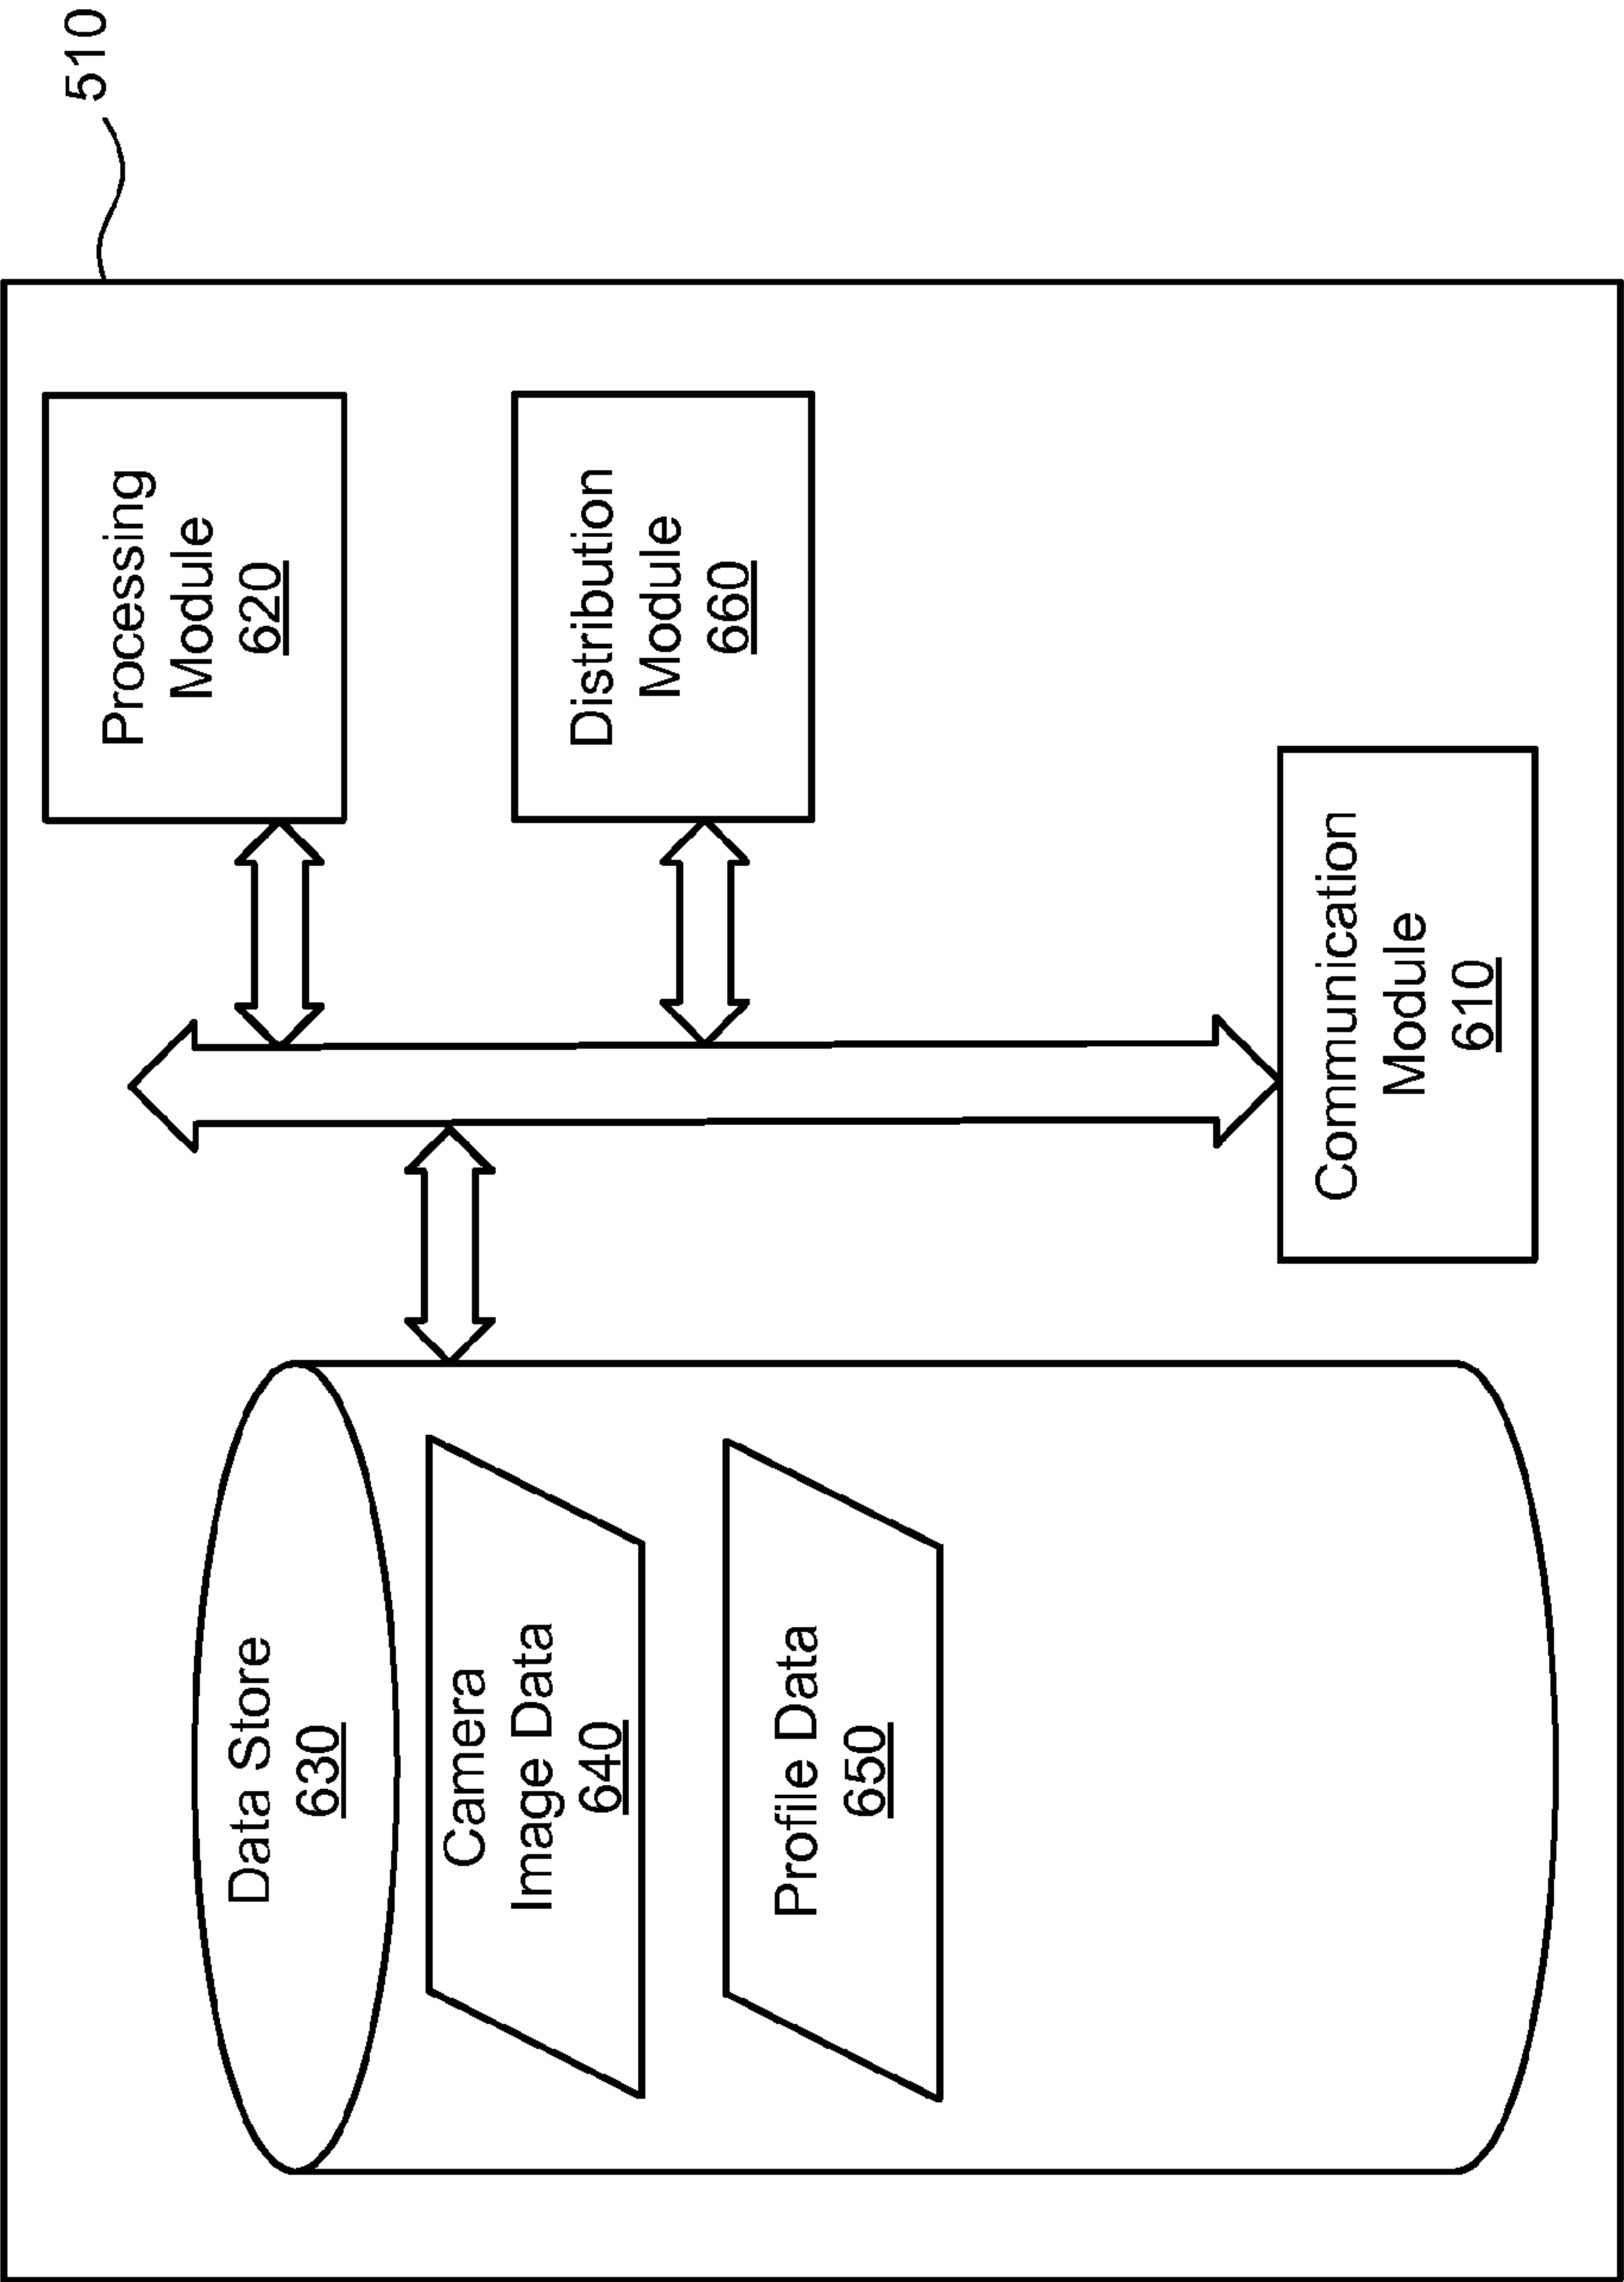 510
Data Store
630
Camera
Image Data
640
Profile Data
650
Processing
Module
620
Distribution
Module
660
Communication
Module
610